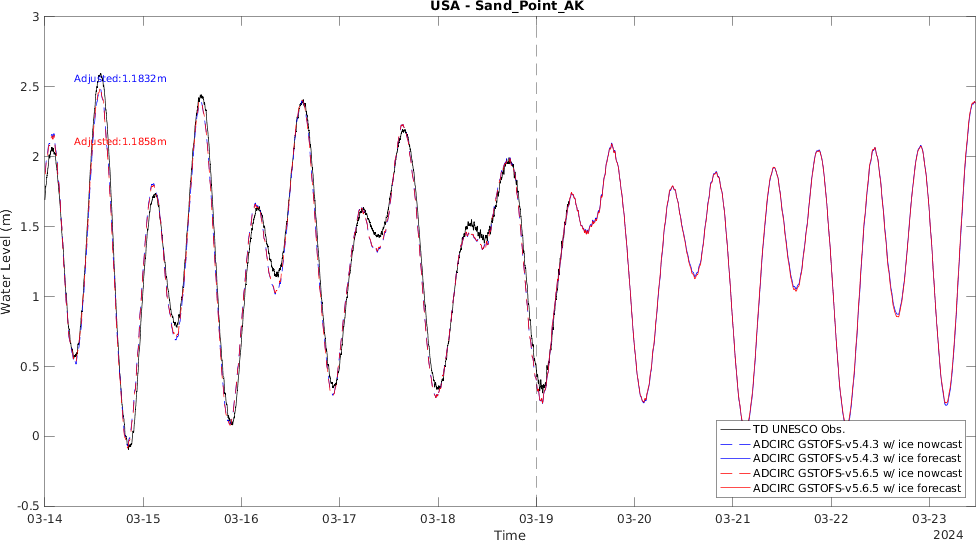 USA - Sand_Point_AK
3
2.5
2
1.5
1
0.5
0
-0.5
Water Level (m)
Adjusted:1.1832m
Adjusted:1.1858m
TD UNESCO Obs.
ADCIRC GSTOFS-v5.4.3 w/ ice nowcast
ADCIRC GSTOFS-v5.4.3 w/ ice forecast
ADCIRC GSTOFS-v5.6.5 w/ ice nowcast
ADCIRC GSTOFS-v5.6.5 w/ ice forecast
03-14 03-15 03-16 03-17 03-18 03-19 03-20 03-21 03-22 03-23
Time
2024